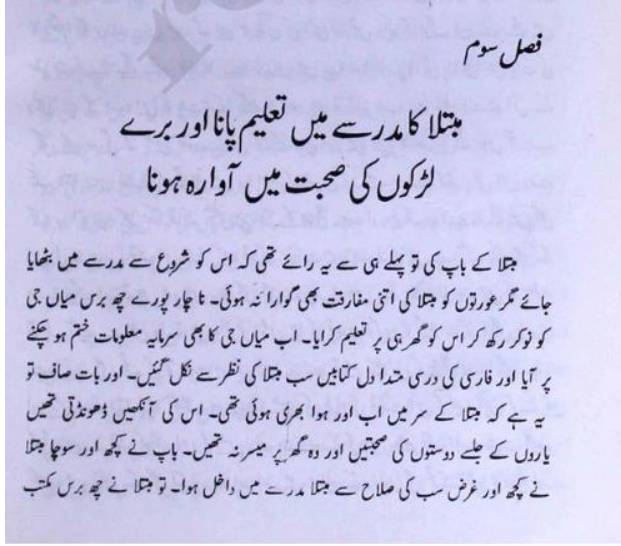 فصل سوم
مبتلا کا مدرسے میں تعلیم پانا اور برے
لڑکوں کی صحبت میں آوارہ ہونا
مبتلا کے باپ کی تو پہلے ہی سے یہ رائے تھی کہ اس کو شروع سے مدرسے میں بٹھایا
جائے مگر عورتوں کو مبتلا کی اتنی مفارقت بھی گوارا نہ ہوئی۔ نا چار پورے چھ برس میاں جی
کو نوکر رکھ کر اس کو گھر ہی پر تعلیم کرایا۔ اب میاں جی کا بھی سرمایہ معلومات ختم ہو چکنے
پر آیا اور فارسی کی درسی متدا ول کتابیں سب مبتلا کی نظر سے نکل گئیں۔ اور بات صاف تو
یہ ہے کہ مبتلا کے سر میں اب اور ہوا بھری ہوئی تھی۔ اس کی آنکھیں ڈھونڈتی تھیں
یاروں کے جلسے دوستوں کی صحبتیں اور وہ گھر پر میسر نہ تھیں۔ باپ نے کچھ اور سوچا مبتلا
نے کچھ اور غرض سب کی صلاح سے مبتلا مدرسے میں داخل ہوا۔ تو مبتلا نے چھ برس مکتب